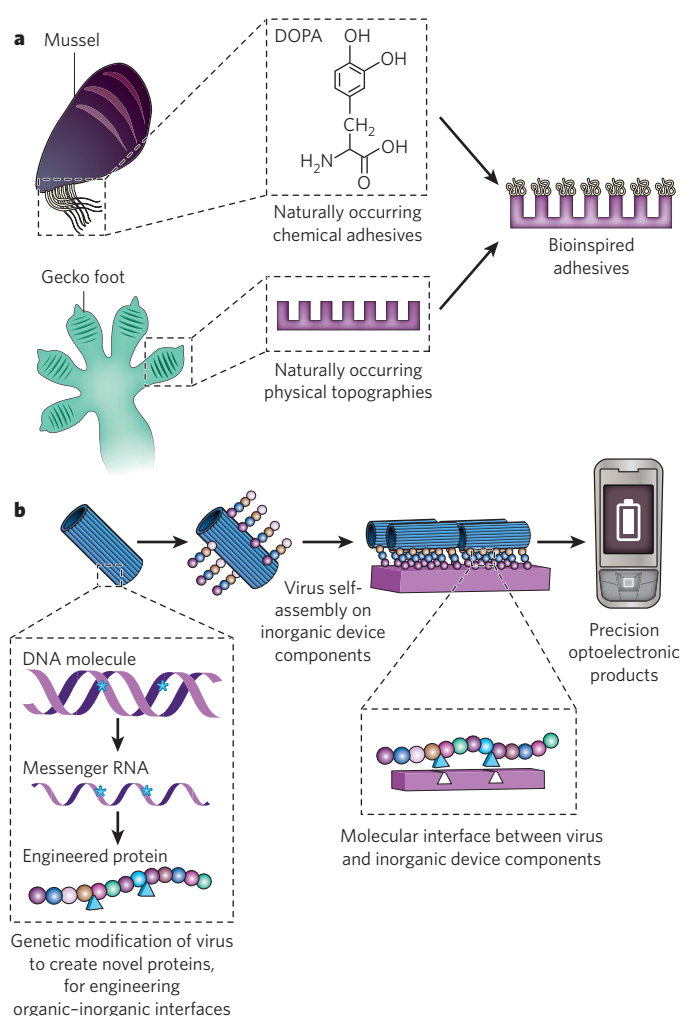 a
Mussel
DOPA
OH
OH
CH2
H2N
OH
O
Naturally occurring
chemical adhesives
Bioinspired
adhesives
Gecko foot
Naturally occurring
physical topographies
b
Virus self-
assembly on
inorganic device
components
Precision
optoelectronic
products
DNA molecule
Messenger RNA
Engineered protein
Molecular interface between virus
and inorganic device components
Genetic modification of virus
to create novel proteins,
for engineering
organic–inorganic interfaces